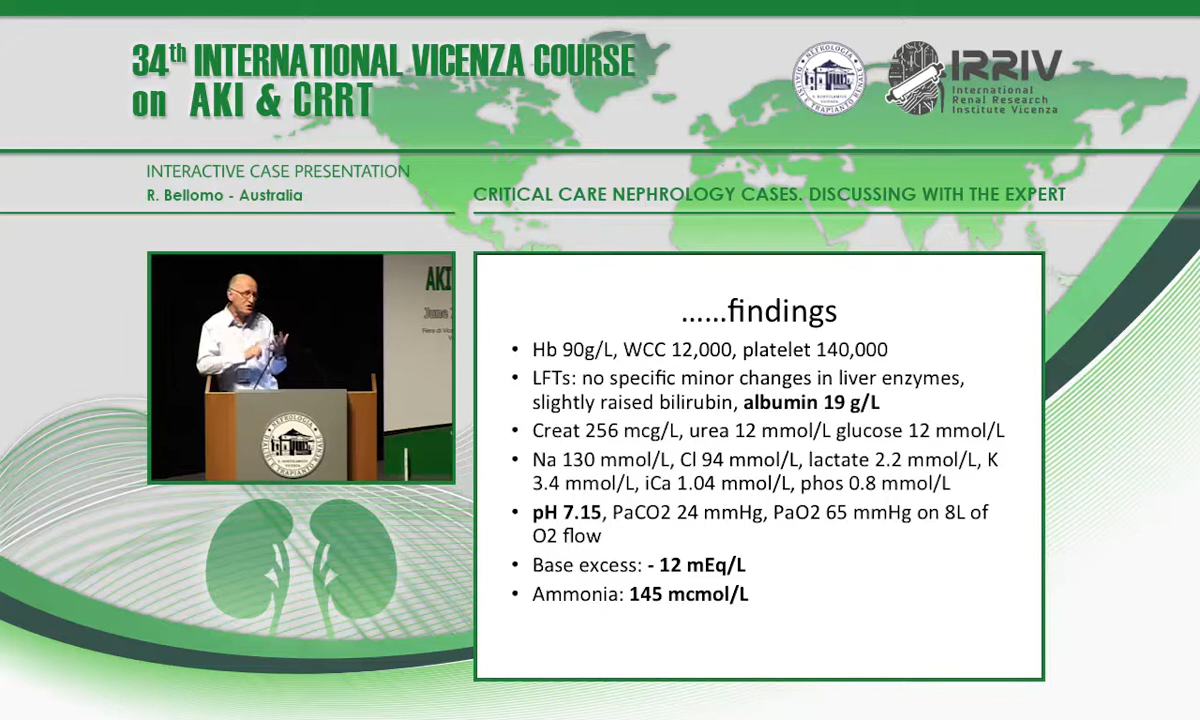 34th INTERNATIONAL VICENZA COURSE
on AKI & CRRT
IRRIV
International
Renal Research
Institute Vicenza
INTERACTIVE CASE PRESENTATION
R. Bellomo - Australia
CRITICAL CARE NEPHROLOGY CASES. DISCUSSING WITH THE EXPERT
AKI
June
......findings
• Hb 90g/L, WCC 12,000, platelet 140,000
• LFTs: no specific minor changes in liver enzymes,
slightly raised bilirubin, albumin 19 g/L
• Creat 256 mcg/L, urea 12 mmol/L glucose 12 mmol/L
• Na 130 mmol/L, Cl 94 mmol/L, lactate 2.2 mmol/L, K
3.4 mmol/L, iCa 1.04 mmol/L, phos 0.8 mmol/L
• pH 7.15, PaCO2 24 mmHg, PaO2 65 mmHg on 8L of
O2 flow
• Base excess: - 12 mEq/L
• Ammonia: 145 mcmol/L